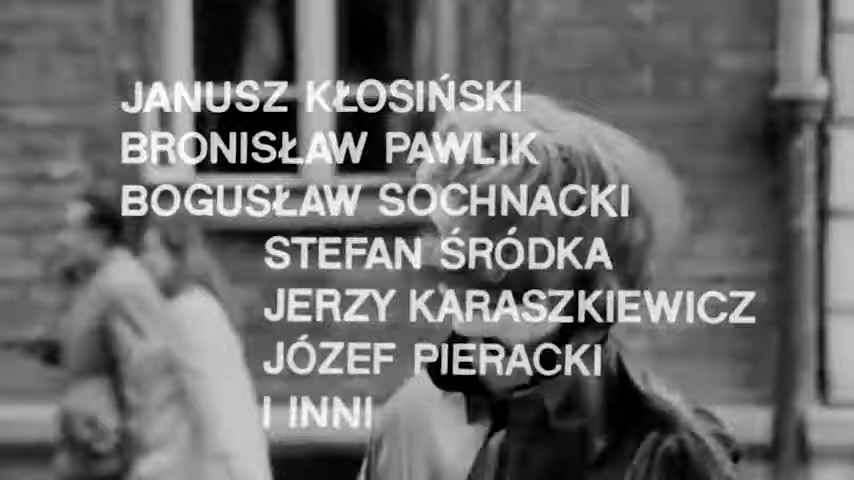 JANUSZ KŁOSIŃSKI
BRONISŁAW PAWLIK
BOGUSŁAW SOCHNACKI
STEFAN ŚRÓDKA
JERZY KARASZKIEWICZ
JÓZEF PIERACKI
I INNI